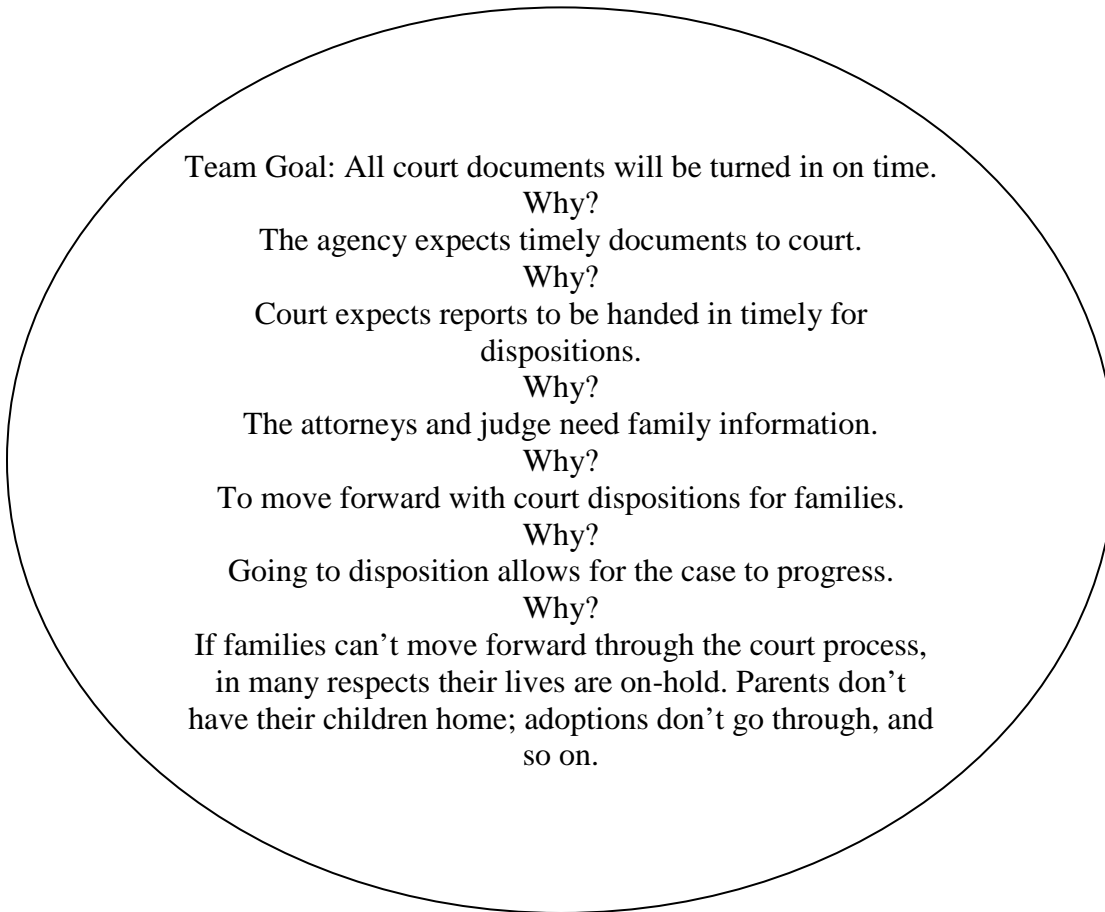 Team Goal: All court documents will be turned in on time.
Why?
The agency expects timely documents to court.
Why?
Court expects reports to be handed in timely for
dispositions.
Why?
The attorneys and judge need family information.
Why?
To move forward with court dispositions for families.
Why?
Going to disposition allows for the case to progress.
Why?
If families can’t move forward through the court process,
in many respects their lives are on-hold. Parents don’t
have their children home; adoptions don’t go through, and
so on.